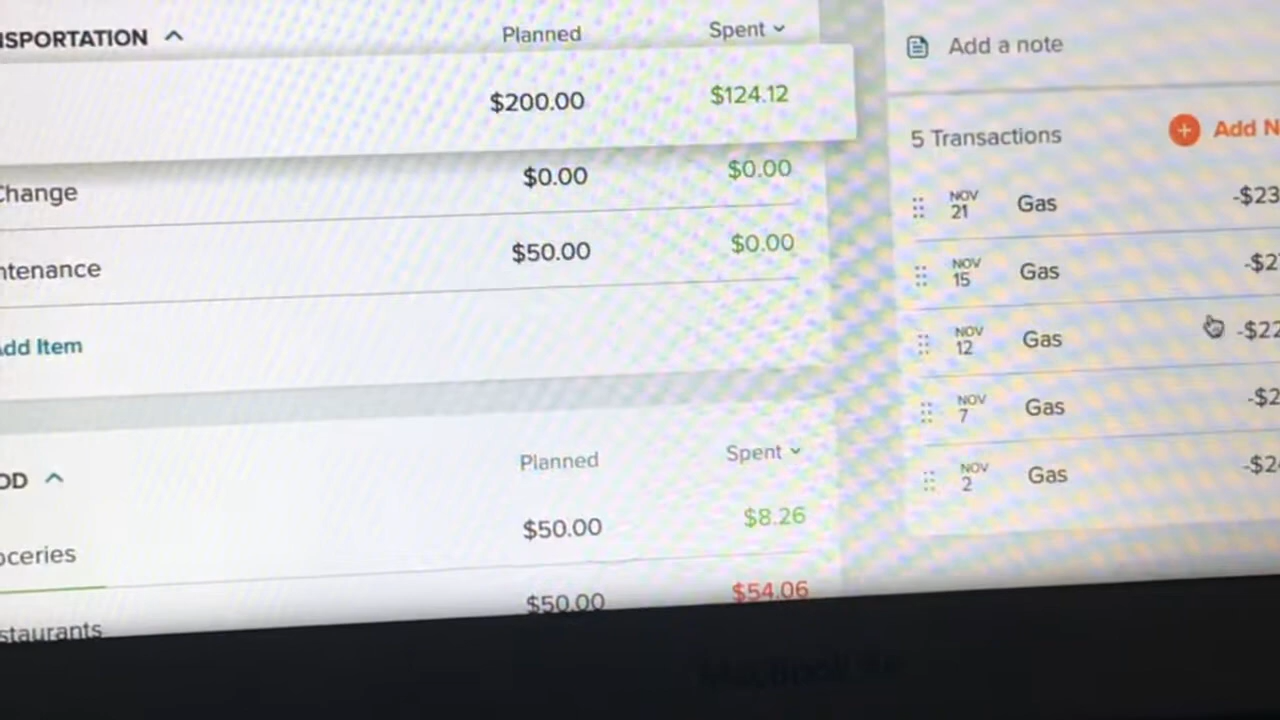 NSPORTATION Planned Spent
$200.00 $124.12
Change $0.00 $0.00
ntenance $50.00 $0.00
Add Item
OD Planned Spent
oceries $50.00 $8.26
staurants $50.00 $54.06
Add a note
5 Transactions Add N
NOV 21 Gas -$23
NOV 15 Gas -$2
NOV 12 Gas -$22
NOV 7 Gas -$2
NOV 2 Gas -$2